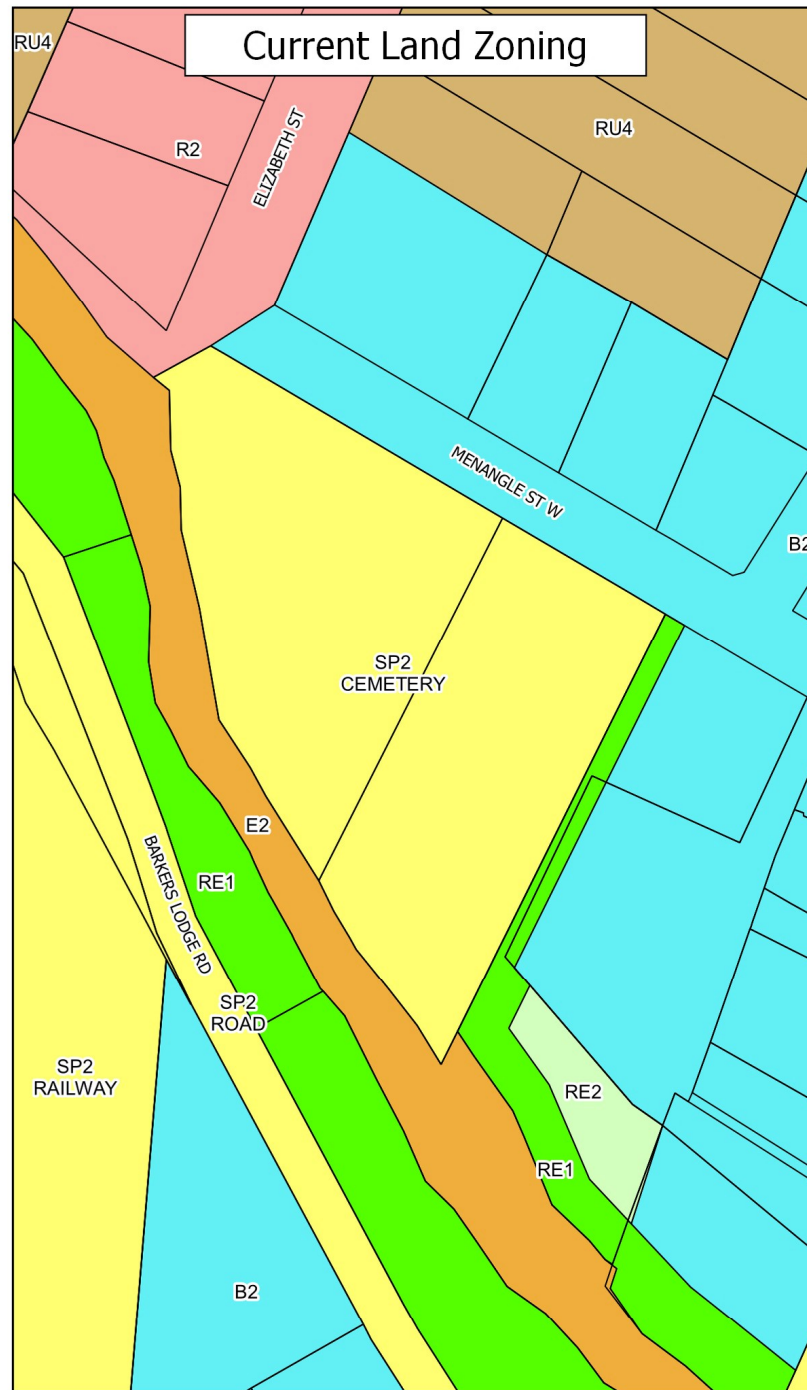 Current Land Zoning
RU4
R2
ELIZABETH ST
RU4
MENANGLE ST W
B2
SP2
CEMETERY
E2
RE1
BARKERS LODGE RD
SP2
ROAD
SP2
RAILWAY
RE2
RE1
B2